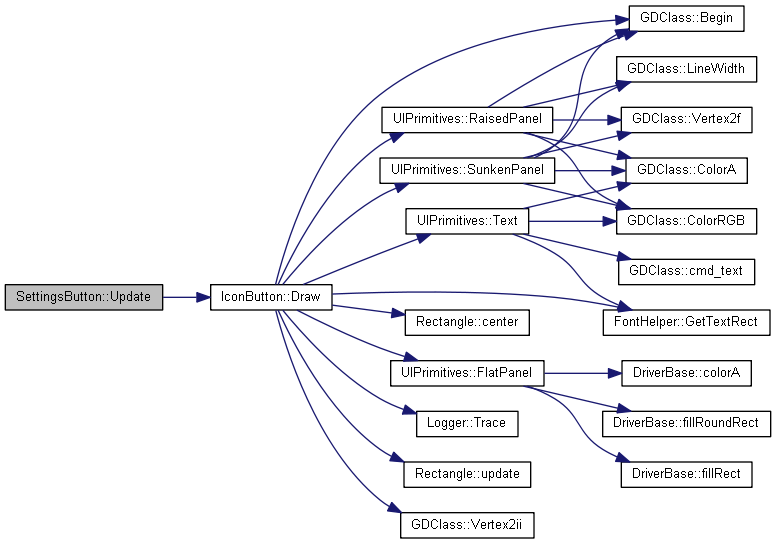 GDClass::Begin
GDClass::LineWidth
UIPrimitives::RaisedPanel
GDClass::Vertex2f
UIPrimitives::SunkenPanel
GDClass::ColorA
UIPrimitives::Text
GDClass::ColorRGB
GDClass::cmd_text
SettingsButton::Update
IconButton::Draw
Rectangle::center
FontHelper::GetTextRect
UIPrimitives::FlatPanel
DriverBase::colorA
Logger::Trace
DriverBase::fillRoundRect
Rectangle::update
DriverBase::fillRect
GDClass::Vertex2ii